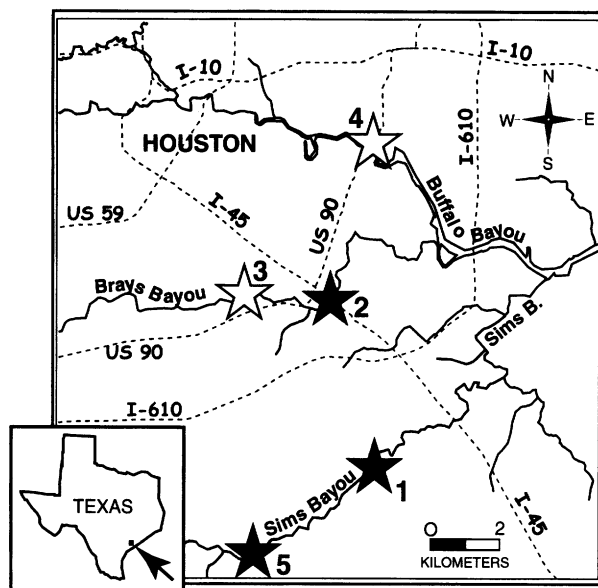 I-10
I-10
N
W
E
S
4
HOUSTON
I-610
US 59
I-45
US 90
Buffalo
Bayou
3
Brays Bayou
2
US 90
Sims B.
I-610
1
Sims Bayou
5
I-45
0 2
KILOMETERS
TEXAS